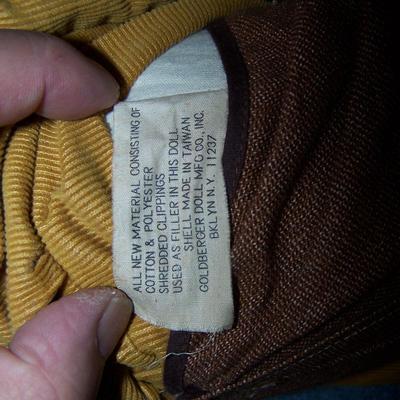 ALL NEW MATERIAL CONSISTING OF
COTTON & POLYESTER
SHREDDED CLIPPINGS
USED AS FILLER IN THIS DOLL
SHELL MADE IN TAIWAN
GOLDBERGER DOLL MFG CO., INC.
BKLYN N.Y. 11237